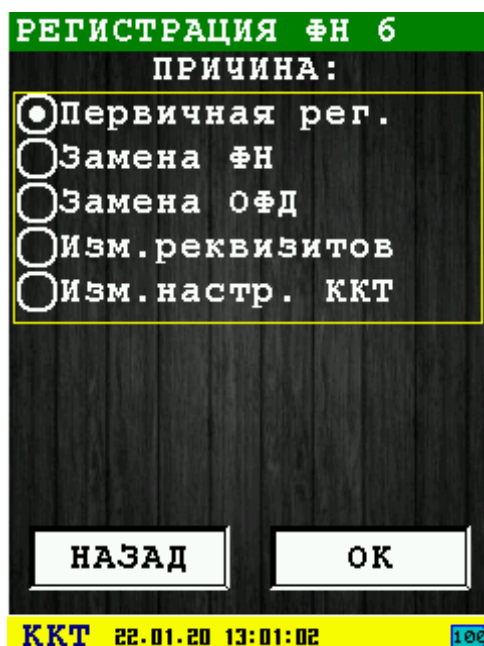 РЕГИСТРАЦИЯ ФН 6
ПРИЧИНА:
Первичная рег.
Замена ФН
Замена ОФД
Изм.реквизитов
Изм.настр. ККТ
НАЗАД ОК
ККТ 22.01.20 13:01:02 100